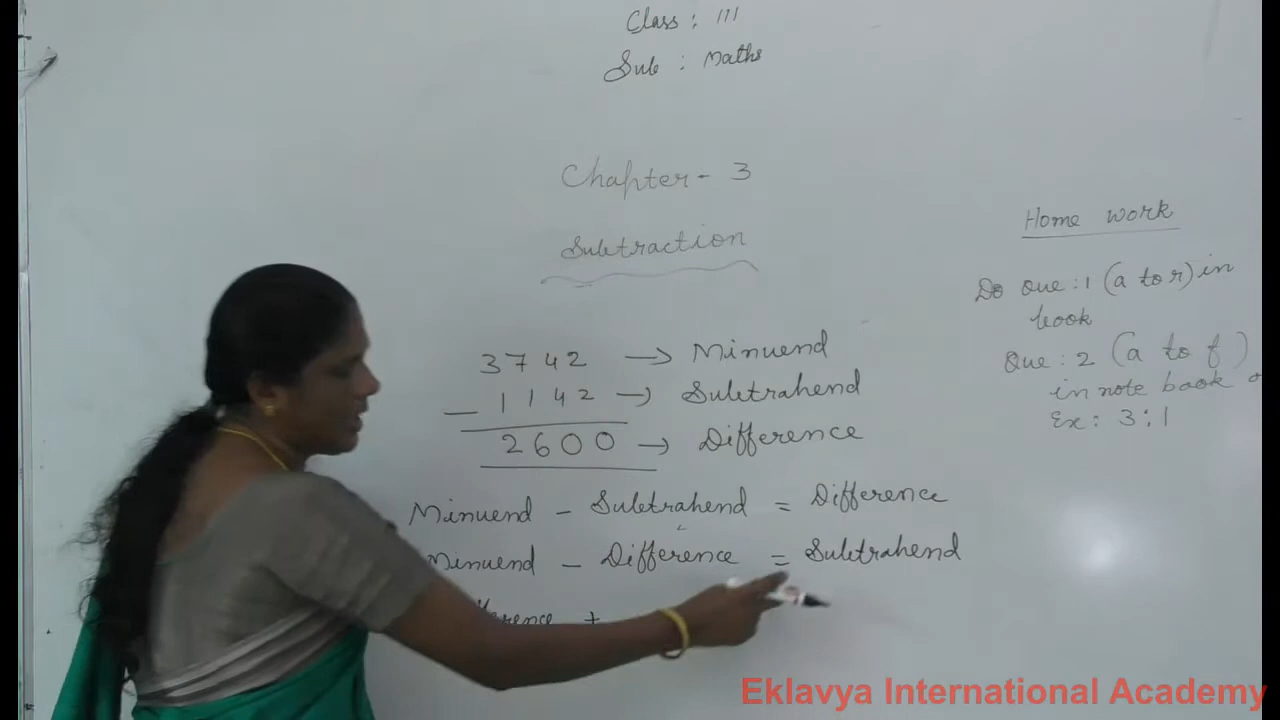 Class : III
Sub : Maths
Chapter - 3
Subtraction
3742 → Minuend
- 1142 → Subtrahend
2600 → Difference
Minuend - Subtrahend = Difference
Minuend - Difference = Subtrahend
+
Home work
Do Que : 1 (a to r) in
book
Que : 2 (a to f)
in note book
Ex : 3 : 1
Eklavya International Academy